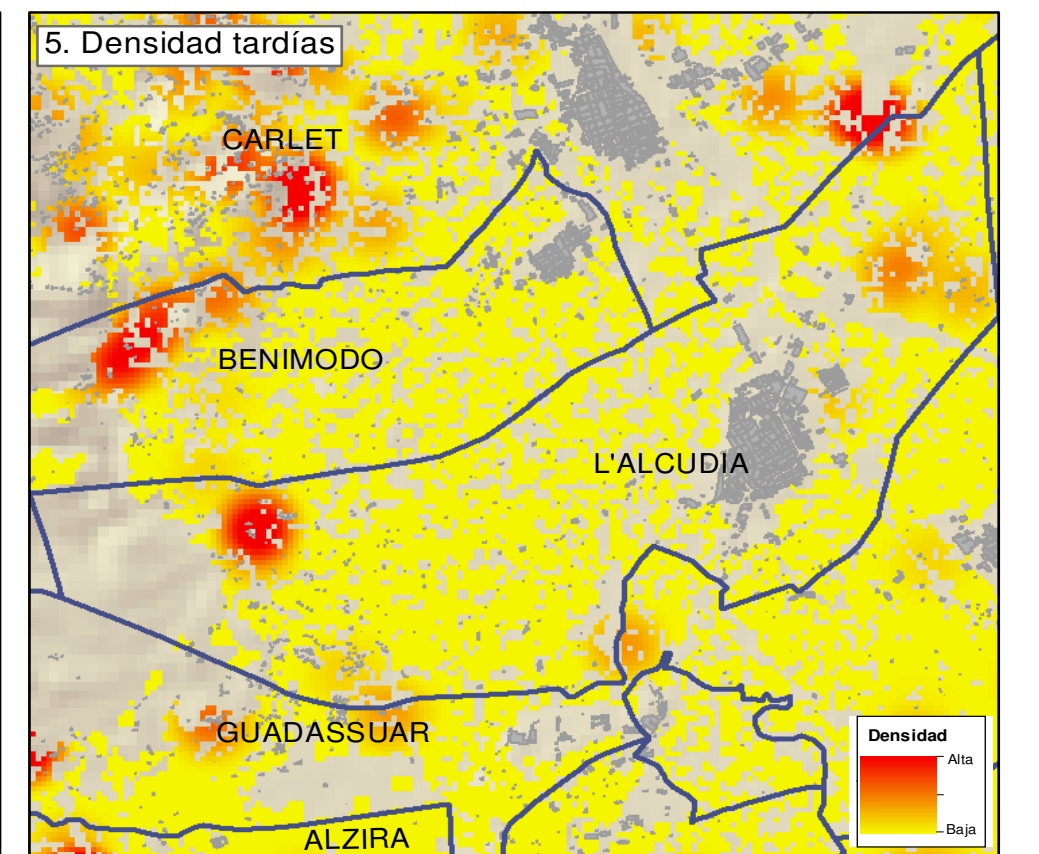 5. Densidad tardías
CARLET
BENIMODO
L'ALCUDIA
GUADASSUAR
ALZIRA
Densidad
Alta
Baja